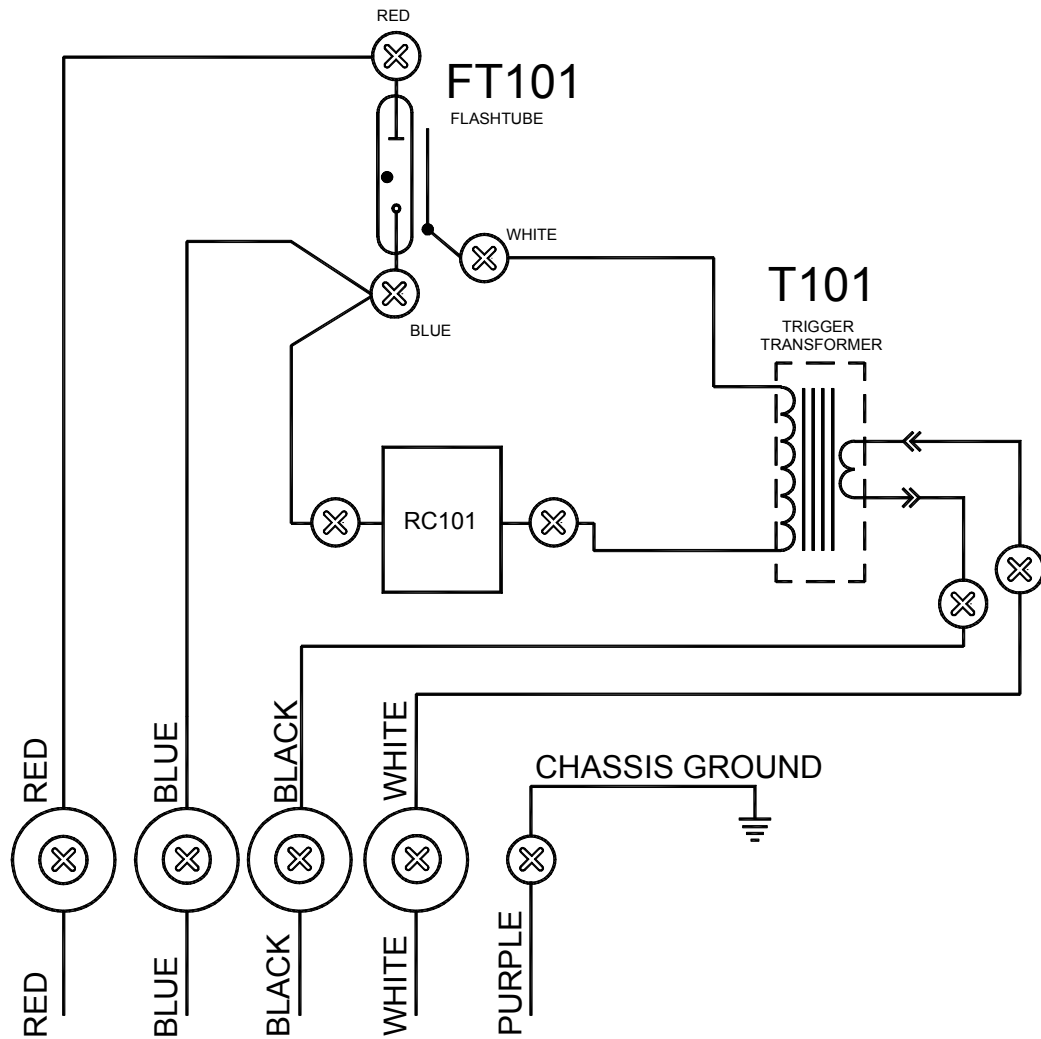 RED
FT101
FLASHTUBE
WHITE
T101
TRIGGER
TRANSFORMER
BLUE
RC101
RED
BLUE
BLACK
WHITE
CHASSIS GROUND
RED
BLUE
BLACK
WHITE
PURPLE